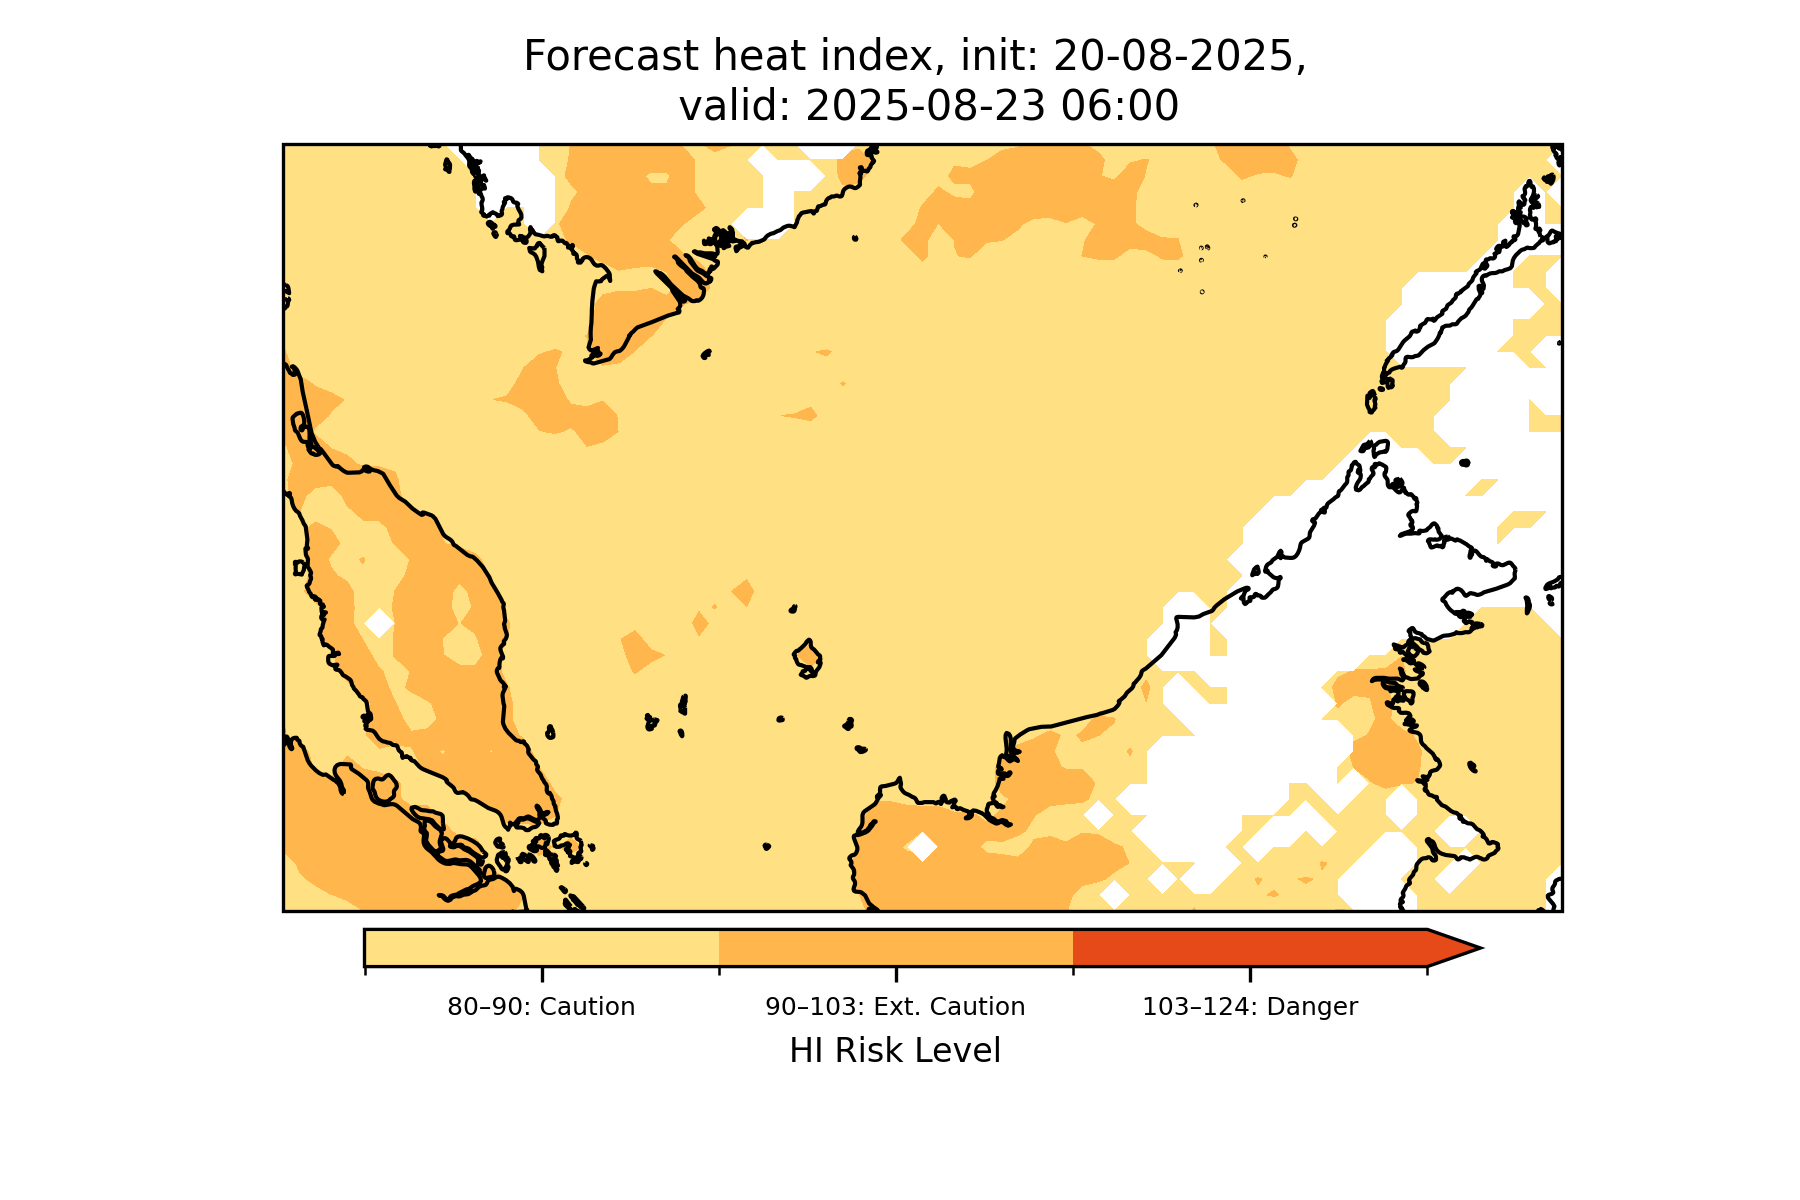 Forecast heat index, init: 20-08-2025,
valid: 2025-08-23 06:00
80–90: Caution
90–103: Ext. Caution
103–124: Danger
HI Risk Level